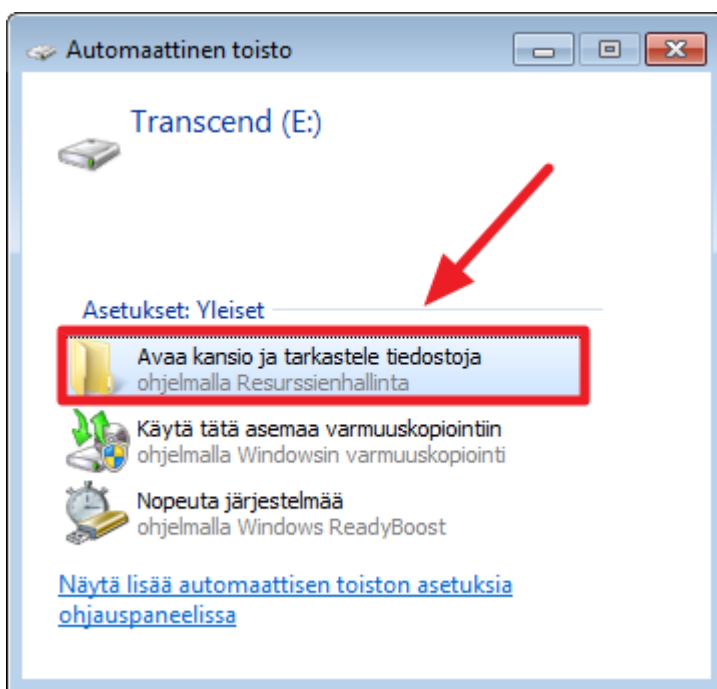 Automaattinen toisto
Transcend (E:)
Asetukset: Yleiset
Avaa kansio ja tarkastele tiedostoja
ohjelmalla Resurssienhallinta
Käytä tätä asemaa varmuuskopiointiin
ohjelmalla Windowsin varmuuskopiointi
Nopeuta järjestelmää
ohjelmalla Windows ReadyBoost
Näytä lisää automaattisen toiston asetuksia
ohjauspaneelissa